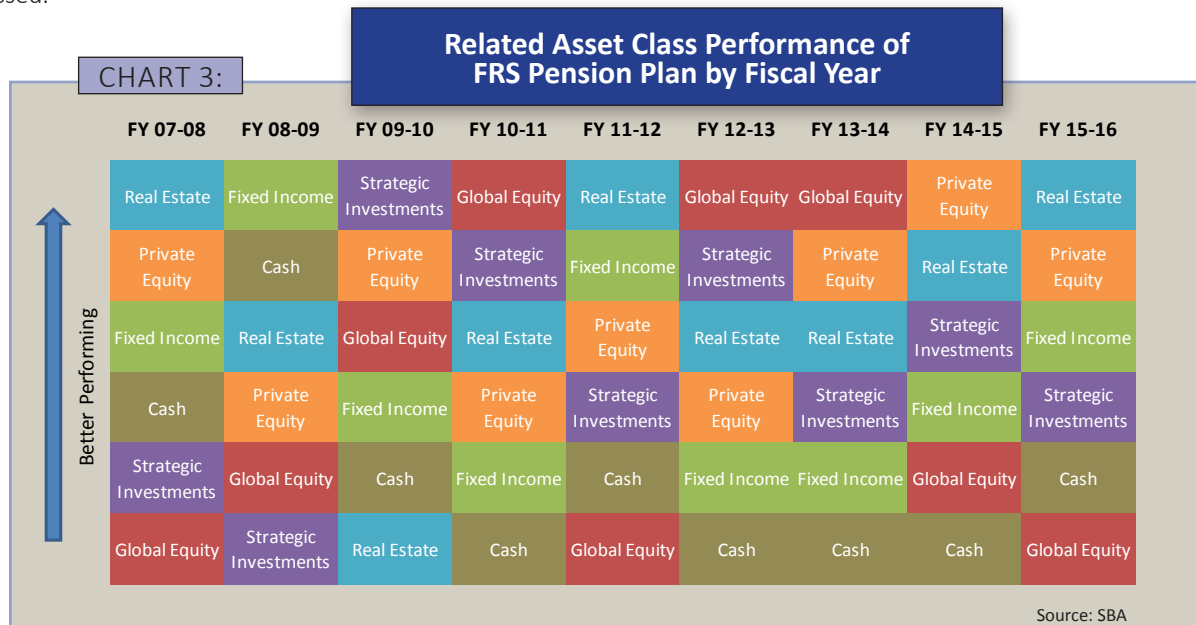 ssed.
Related Asset Class Performance of
FRS Pension Plan by Fiscal Year
CHART 3:
FY 07-08 FY 08-09 FY 09-10 FY 10-11 FY 11-12 FY 12-13 FY 13-14 FY 14-15 FY 15-16
Real Estate Fixed Income Strategic Investments Global Equity Real Estate Global Equity Global Equity Private Equity Real Estate
Private Equity Cash Private Equity Strategic Investments Fixed Income Strategic Investments Private Equity Real Estate Private Equity
Fixed Income Real Estate Global Equity Real Estate Private Equity Real Estate Real Estate Strategic Investments Fixed Income
Cash Private Equity Fixed Income Private Equity Strategic Investments Private Equity Strategic Investments Fixed Income Strategic Investments
Strategic Investments Global Equity Cash Fixed Income Cash Fixed Income Fixed Income Global Equity Cash
Global Equity Strategic Investments Real Estate Cash Global Equity Cash Cash Cash Global Equity
Better Performing
Source: SBA